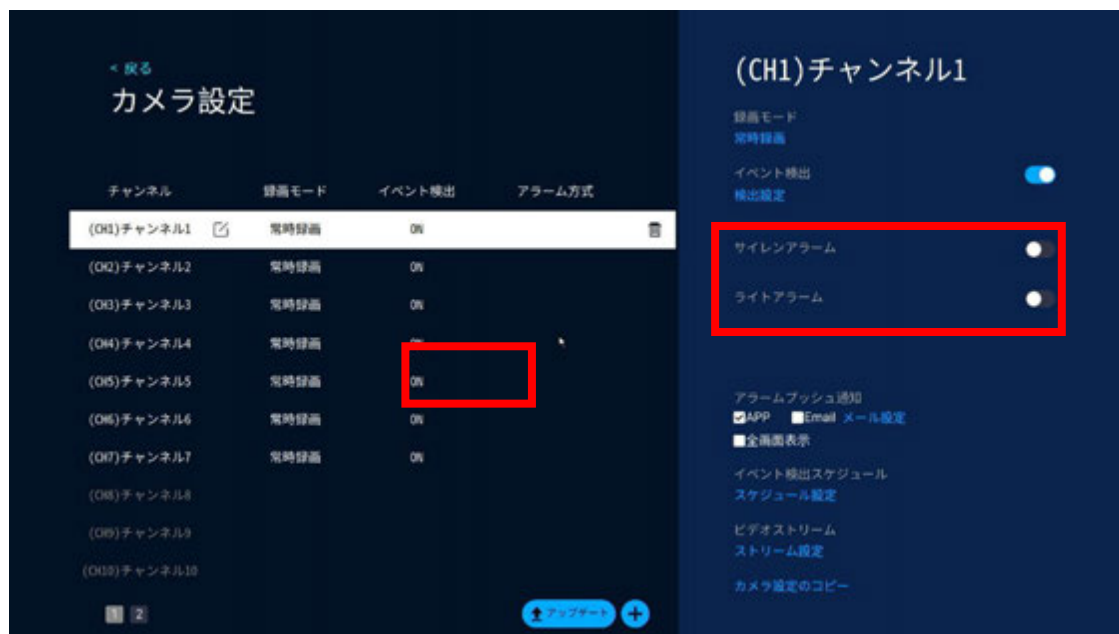 < 戻る
カメラ設定
チャンネル 録画モード イベント検出 アラーム方式
(CH1)チャンネル1 常時録画 ON
(CH2)チャンネル2 常時録画 ON
(CH3)チャンネル3 常時録画 ON
(CH4)チャンネル4 常時録画 ON
(CH5)チャンネル5 常時録画 ON
(CH6)チャンネル6 常時録画 ON
(CH7)チャンネル7 常時録画 ON
(CH8)チャンネル8
(CH9)チャンネル9
(CH10)チャンネル10
1 2
アップデート +
(CH1)チャンネル1
録画モード
常時録画
イベント検出
検出設定
サイレンアラーム
ライトアラーム
アラームプッシュ通知
APP Email メール設定
全画面表示
イベント検出スケジュール
スケジュール設定
ビデオストリーム
ストリーム設定
カメラ設定のコピー